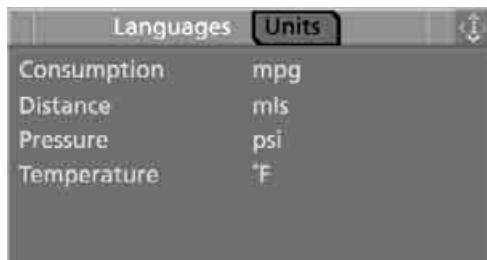 Languages Units
Consumption mpg
Distance mls
Pressure psi
Temperature °F